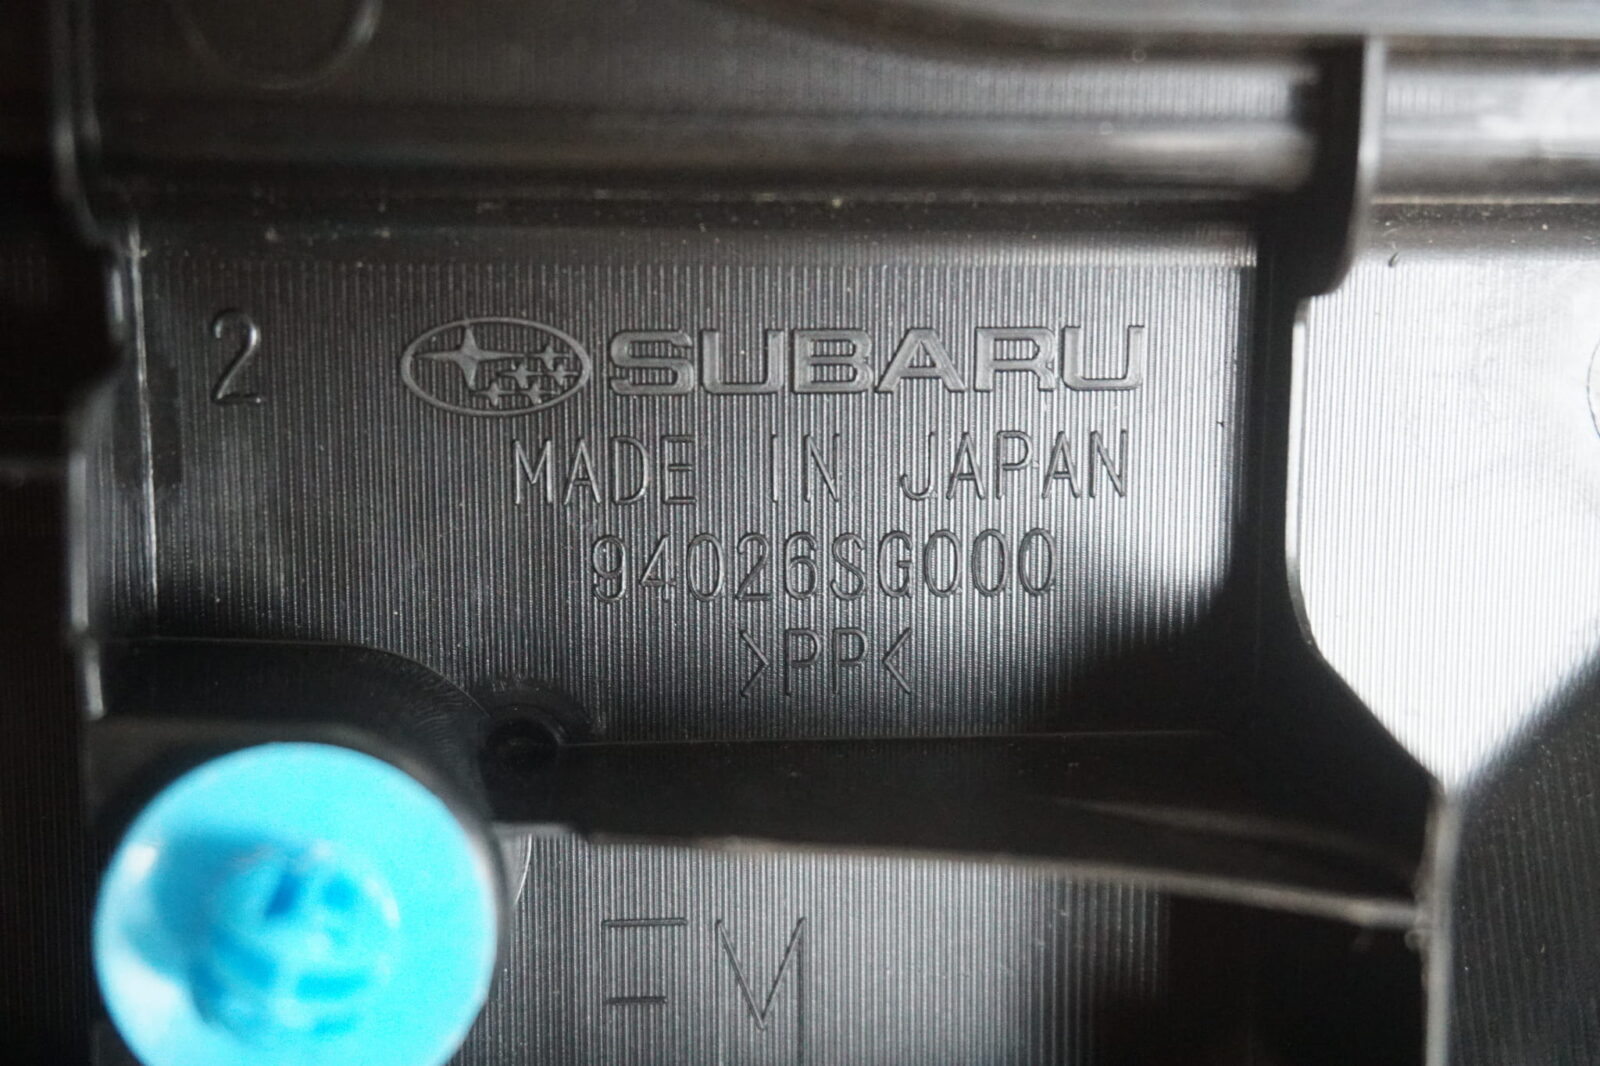 2 SUBARU
MADE IN JAPAN
94026SG000
>PP<